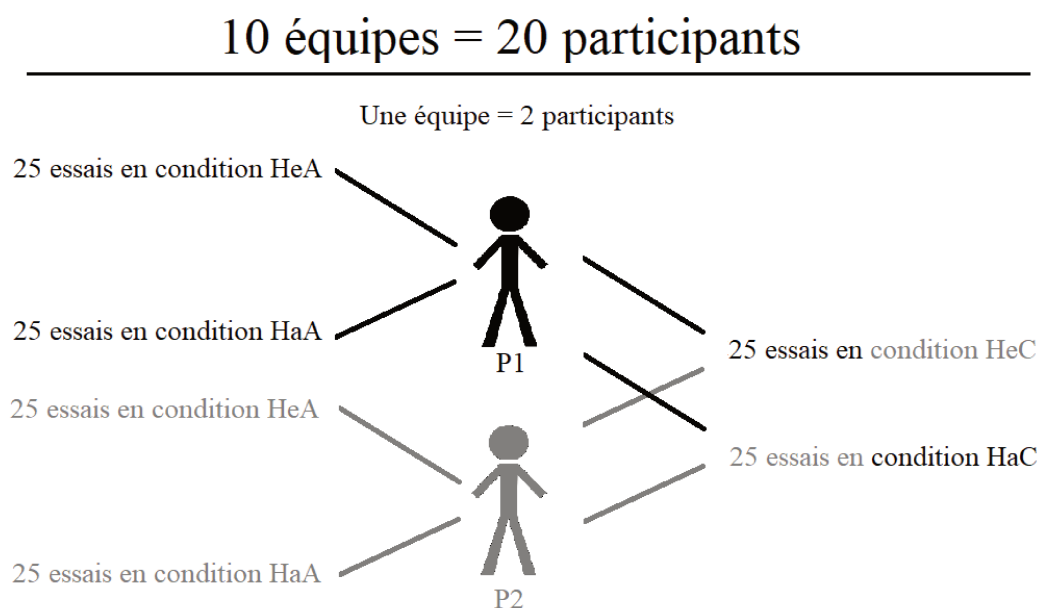 10 équipes = 20 participants
Une équipe = 2 participants
25 essais en condition HeA
25 essais en condition HaA
P1
25 essais en condition HeC
25 essais en condition HeA
25 essais en condition HaC
25 essais en condition HaA
P2